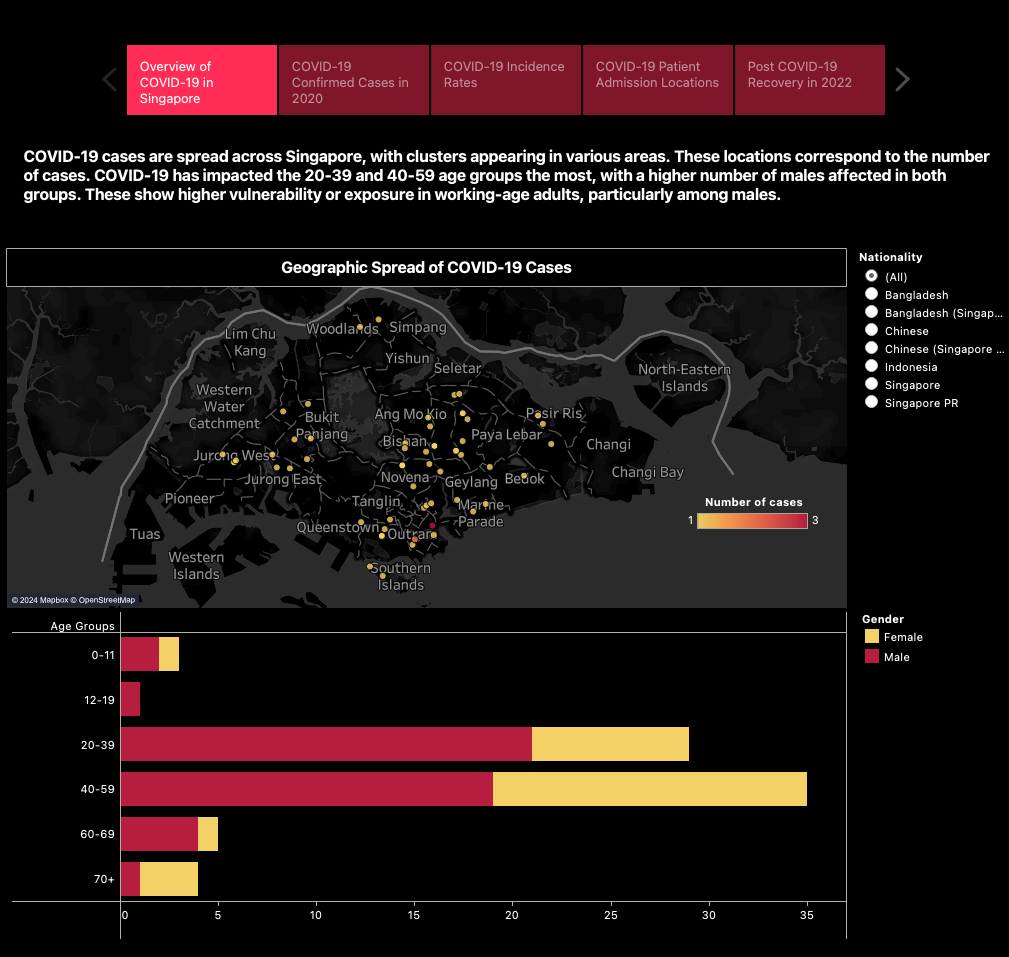 Overview of
COVID-19 in
Singapore
COVID-19
Confirmed Cases in
2020
COVID-19 Incidence
Rates
COVID-19 Patient
Admission Locations
Post COVID-19
Recovery in 2022
COVID-19 cases are spread across Singapore, with clusters appearing in various areas. These locations correspond to the number
of cases. COVID-19 has impacted the 20-39 and 40-59 age groups the most, with a higher number of males affected in both
groups. These show higher vulnerability or exposure in working-age adults, particularly among males.
Geographic Spread of COVID-19 Cases
Nationality
(All)
Bangladesh
Bangladesh (Singap...
Chinese
Chinese (Singapore ...
Indonesia
Singapore
Singapore PR
Lim Chu
Kang
Woodlands
Simpang
Yishun
Seletar
North-Eastern
Islands
Western
Water
Catchment
Bukit
Panjang
Ang Mo Kio
Pasir Ris
Bishan
Paya Lebar
Changi
Jurong West
Jurong East
Novena
Geylang
Bedok
Changi Bay
Pioneer
Tanglin
Marine
Parade
Queenstown
Outram
Tuas
Western
Islands
Southern
Islands
Number of cases
1
3
© 2024 Mapbox © OpenStreetMap
Age Groups
0-11
12-19
20-39
40-59
60-69
70+
0
5
10
15
20
25
30
35
Gender
Female
Male